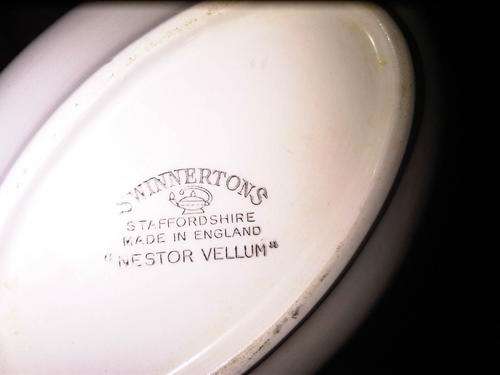 SWINNERTONS
STAFFORDSHIRE
MADE IN ENGLAND
"NESTOR VELLUM"